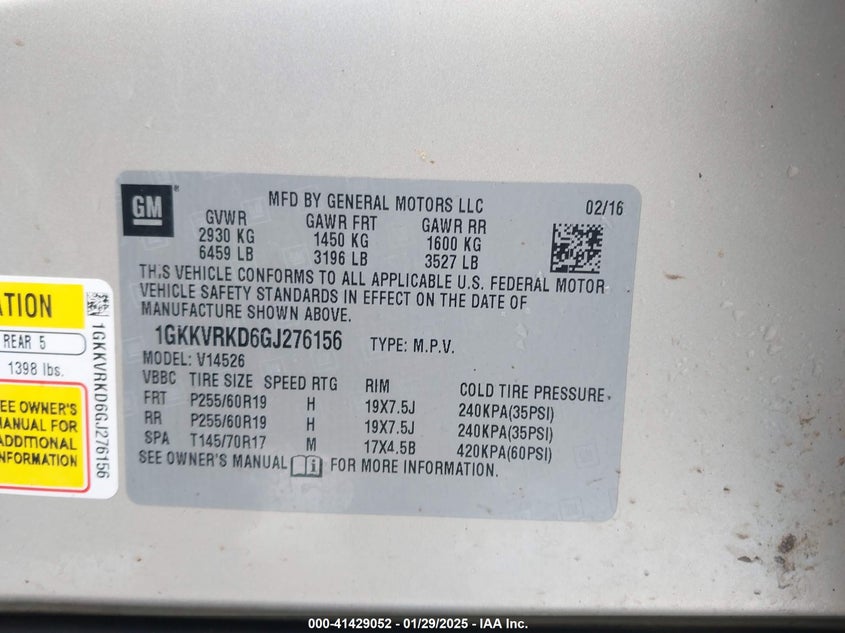 GM
MFD BY GENERAL MOTORS LLC
02/16
GVWR GAWR FRT GAWR RR
2930 KG 1450 KG 1600 KG
6459 LB 3196 LB 3527 LB
THIS VEHICLE CONFORMS TO ALL APPLICABLE U.S. FEDERAL MOTOR
VEHICLE SAFETY STANDARDS IN EFFECT ON THE DATE OF
MANUFACTURE SHOWN ABOVE.
1GKKVRKD6GJ276156 TYPE: M.P.V.
MODEL: V14526
VBBC TIRE SIZE SPEED RTG RIM COLD TIRE PRESSURE
FRT P255/60R19 H 19X7.5J 240KPA(35PSI)
RR P255/60R19 H 19X7.5J 240KPA(35PSI)
SPA T145/70R17 M 17X4.5B 420KPA(60PSI)
SEE OWNER'S MANUAL FOR MORE INFORMATION.
REAR 5
1398 lbs.
OWNER'S
MANUAL FOR
ADDITIONAL
INFORMATION
1GKKVRKD6GJ276156
000-41429052 - 01/29/2025 - IAA Inc.